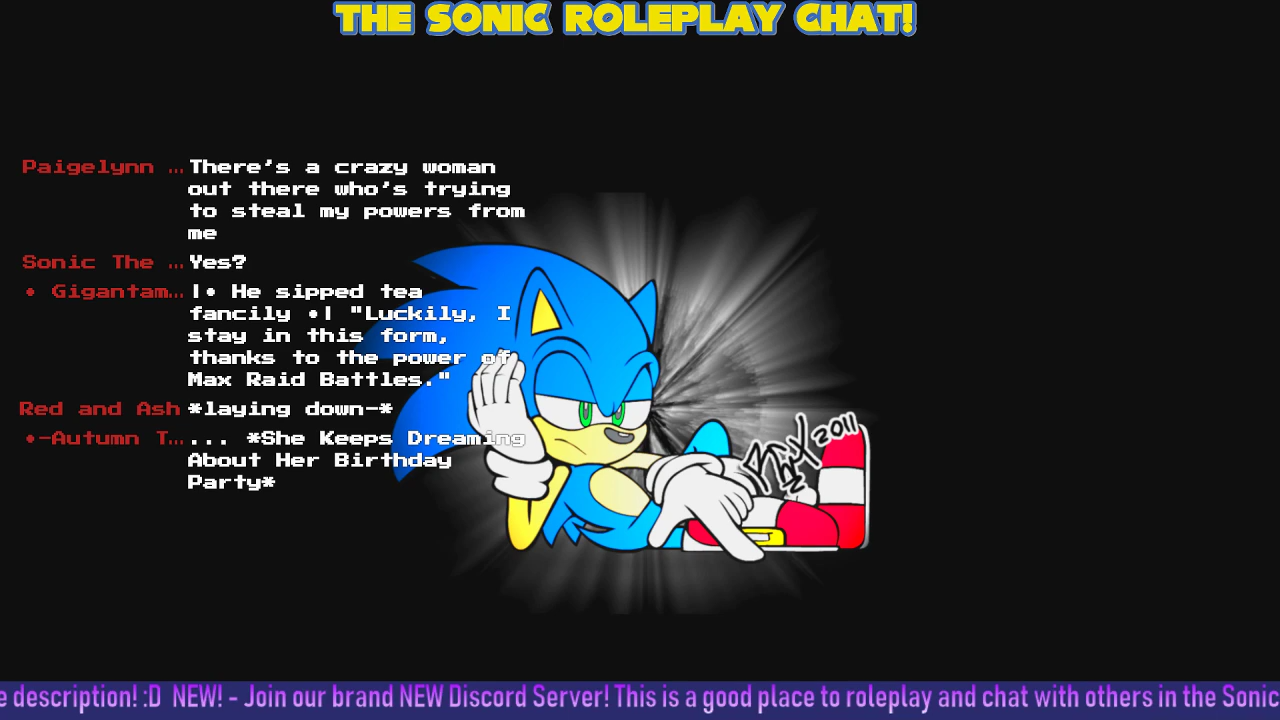 THE SONIC ROLEPLAY CHAT!
Paigelynn ... There's a crazy woman
out there who's trying
to steal my powers from
me
Sonic The ... Yes?
• Gigantam... |• He sipped tea
fancily •| "Luckily, I
stay in this form,
thanks to the power of
Max Raid Battles."
Red and Ash *laying down-*
•-Autumn T... ... *She Keeps Dreaming
About Her Birthday
Party*
2011
e description! :D NEW! - Join our brand NEW Discord Server! This is a good place to roleplay and chat with others in the Sonic